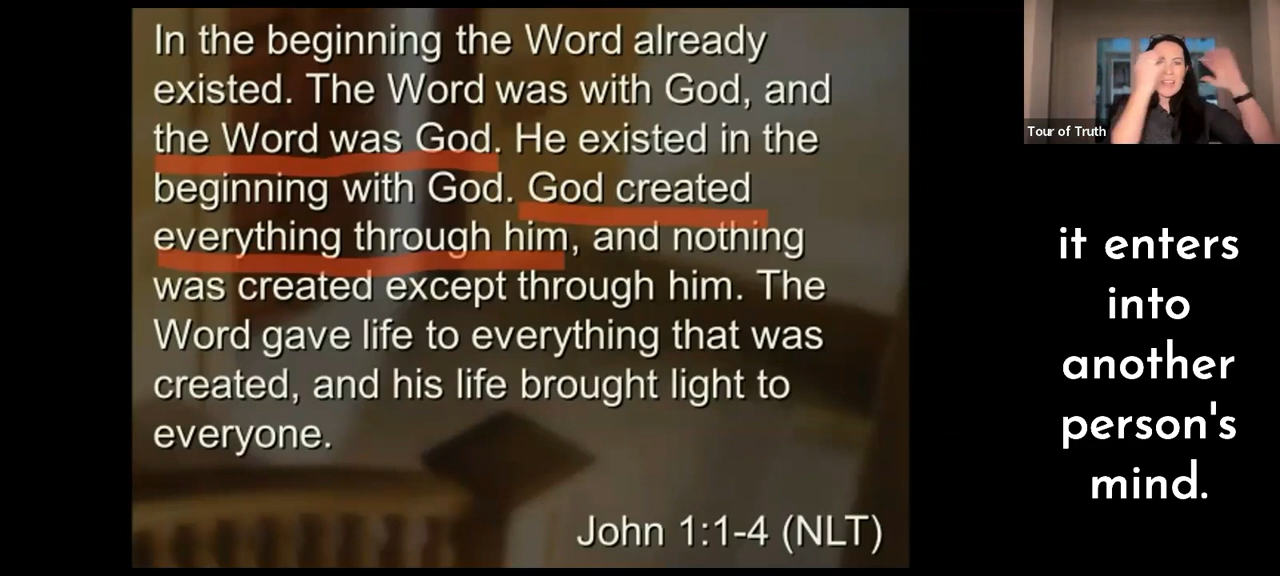 In the beginning the Word already
existed. The Word was with God, and
the Word was God. He existed in the
beginning with God. God created
everything through him, and nothing
was created except through him. The
Word gave life to everything that was
created, and his life brought light to
everyone.
John 1:1-4 (NLT)
Tour of Truth
it enters
into
another
person's
mind.